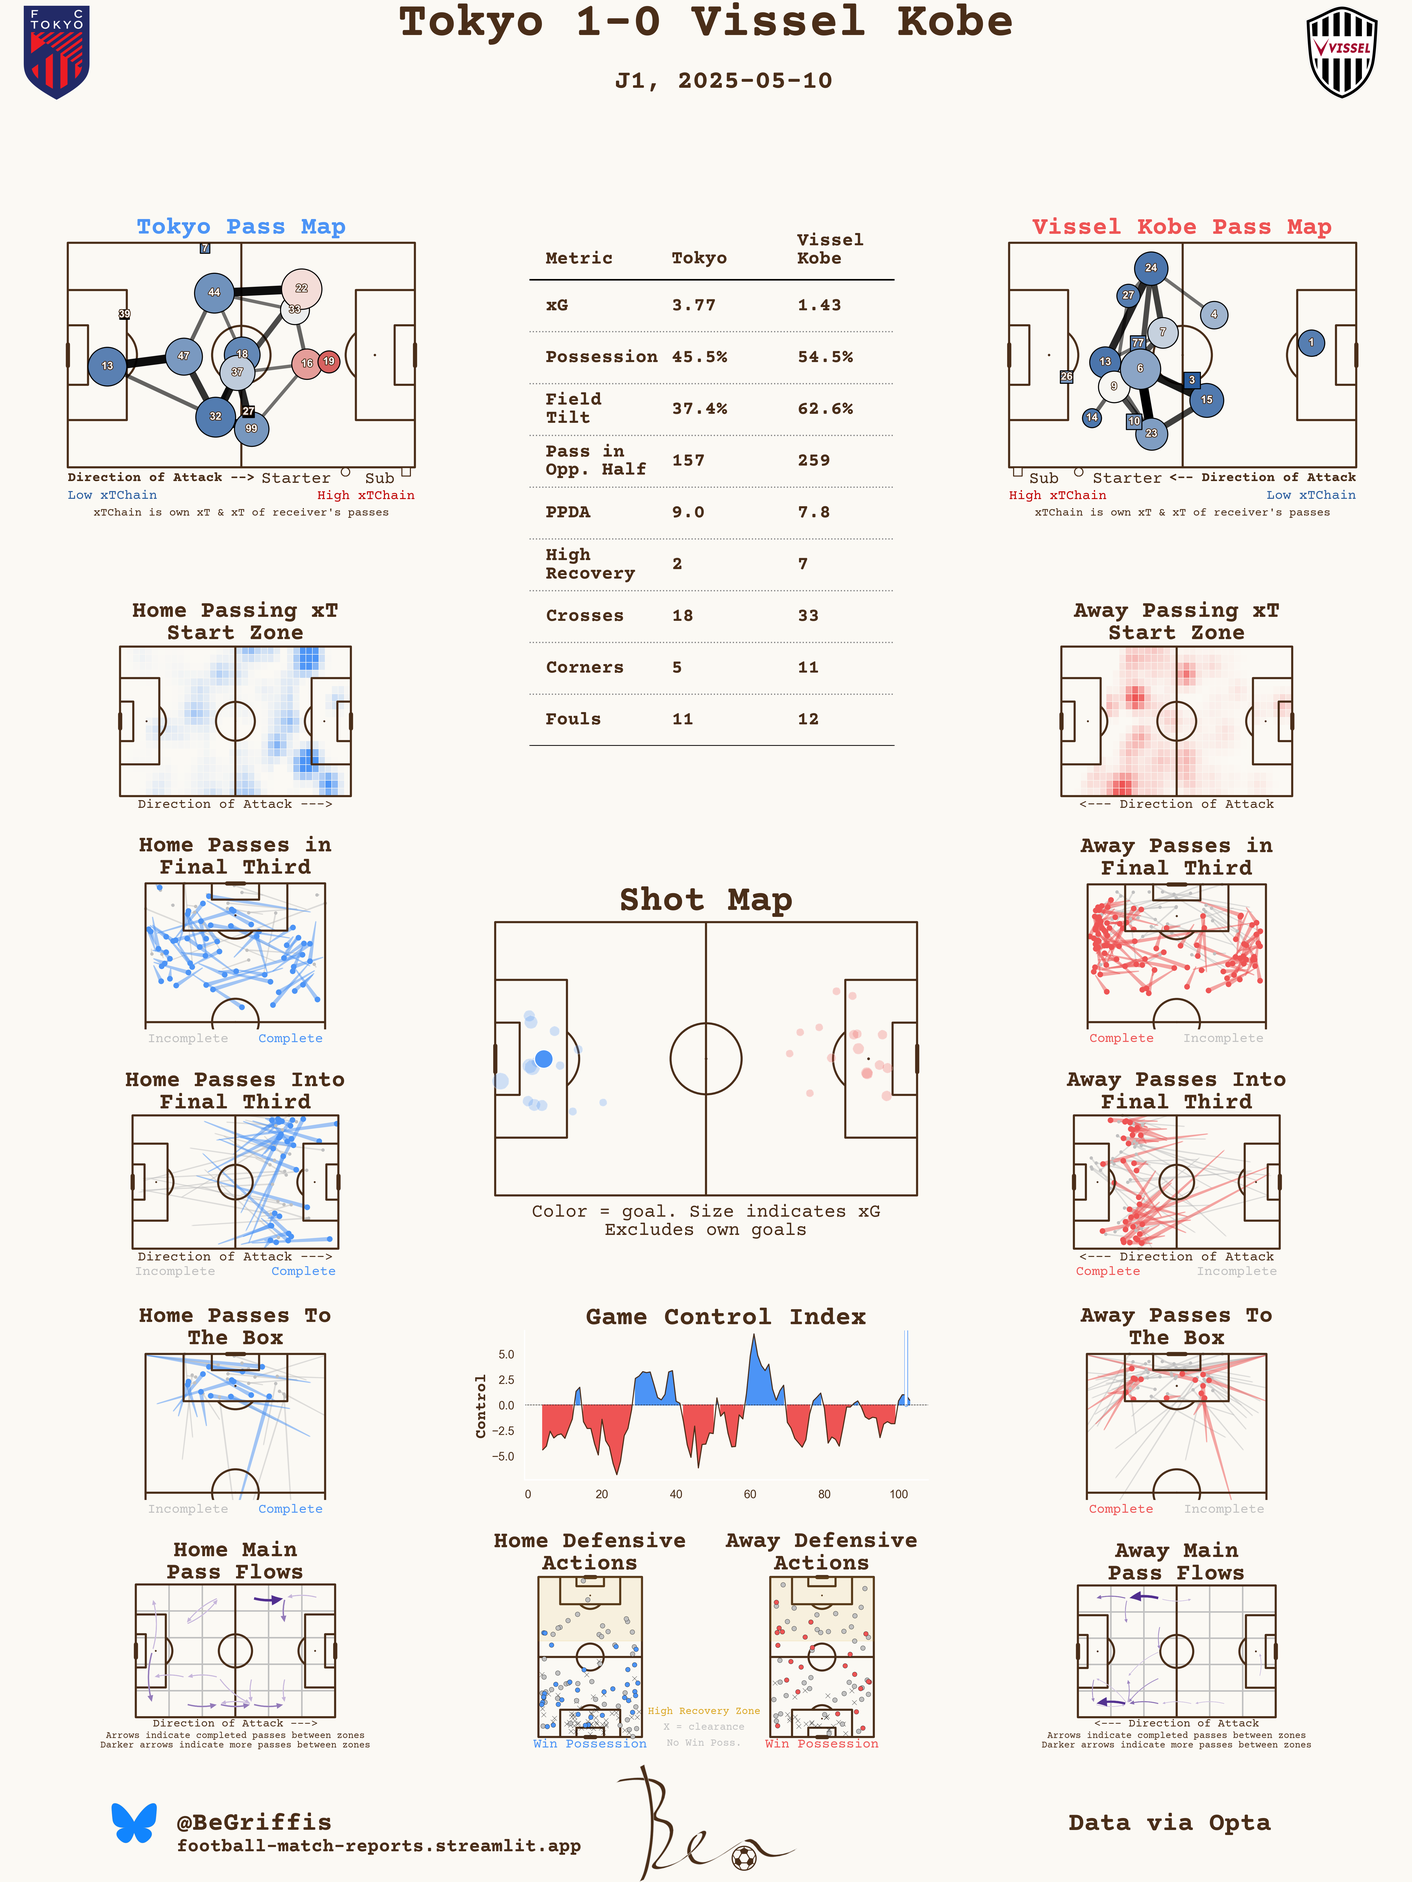 Tokyo 1-0 Vissel Kobe
J1, 2025-05-10
F C
TOKYO
VISSEL
Tokyo Pass Map
7
44
22
33
39
18
47
13
37
16
19
32
27
99
Direction of Attack --> Starter Sub
Low xTChain High xTChain
xTChain is own xT & xT of receiver's passes
Metric Tokyo Vissel Kobe
xG 3.77 1.43
Possession 45.5% 54.5%
Field Tilt 37.4% 62.6%
Pass in Opp. Half 157 259
PPDA 9.0 7.8
High Recovery 2 7
Crosses 18 33
Corners 5 11
Fouls 11 12
Vissel Kobe Pass Map
24
27
4
7
77
1
13
6
26
3
9
15
14
10
23
Sub Starter <-- Direction of Attack
High xTChain Low xTChain
xTChain is own xT & xT of receiver's passes
Home Passing xT
Start Zone
Direction of Attack --->
Away Passing xT
Start Zone
<--- Direction of Attack
Home Passes in
Final Third
Incomplete Complete
Away Passes in
Final Third
Complete Incomplete
Shot Map
Color = goal. Size indicates xG
Excludes own goals
Home Passes Into
Final Third
Direction of Attack --->
Incomplete Complete
Away Passes Into
Final Third
<--- Direction of Attack
Complete Incomplete
Home Passes To
The Box
Incomplete Complete
Game Control Index
Control
5.0
2.5
0.0
−2.5
−5.0
0 20 40 60 80 100
Away Passes To
The Box
Complete Incomplete
Home Main
Pass Flows
Direction of Attack --->
Arrows indicate completed passes between zones
Darker arrows indicate more passes between zones
Home Defensive
Actions
Win Possession
Away Defensive
Actions
Win Possession
High Recovery Zone
X = clearance
No Win Poss.
Away Main
Pass Flows
<--- Direction of Attack
Arrows indicate completed passes between zones
Darker arrows indicate more passes between zones
@BeGriffis
football-match-reports.streamlit.app
Ben
Data via Opta